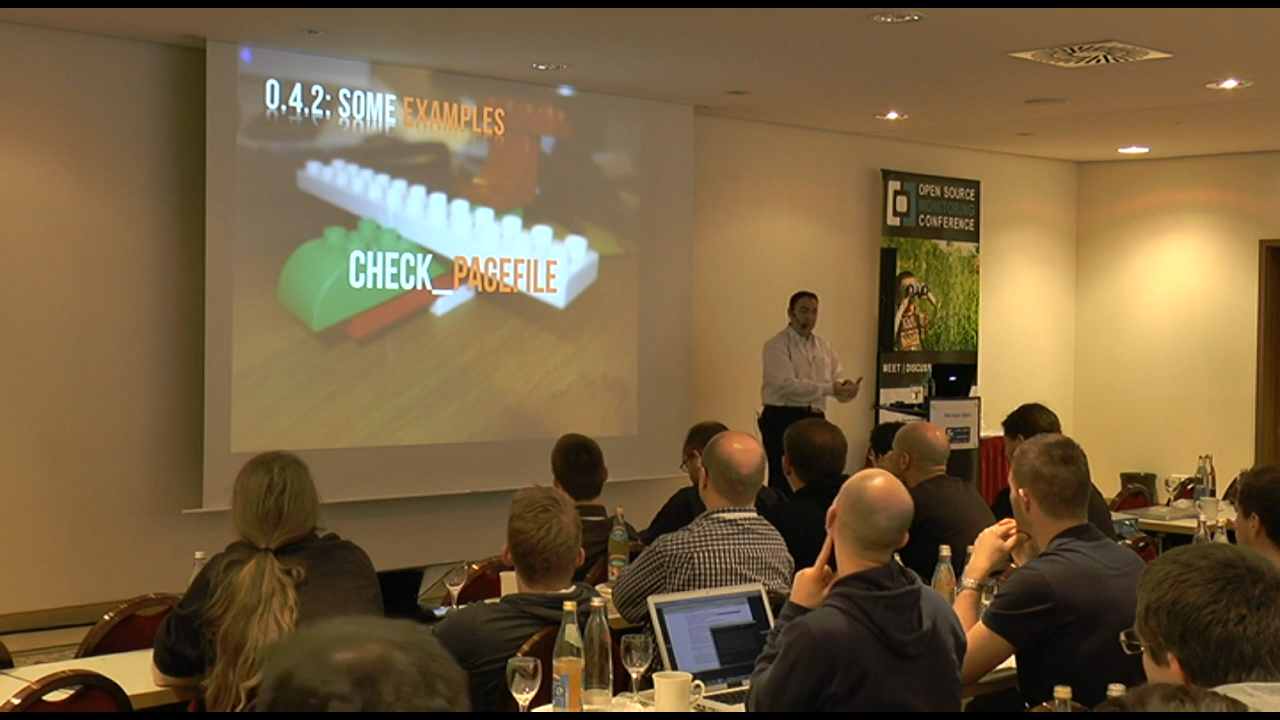 0.4.2: SOME EXAMPLES
CHECK_PAGEFILE
OPEN SOURCE
MONITORING
CONFERENCE
MEET | DISCUSS